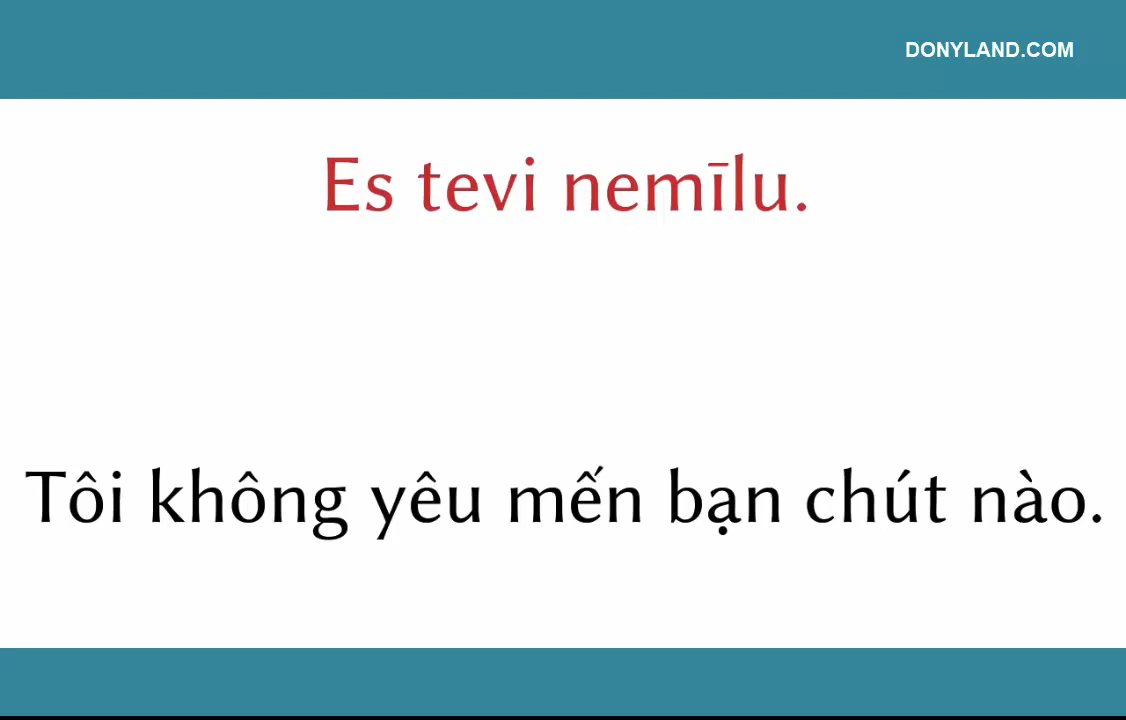 DONYLAND.COM
Es tevi nemīlu.
Tôi không yêu mến bạn chút nào.